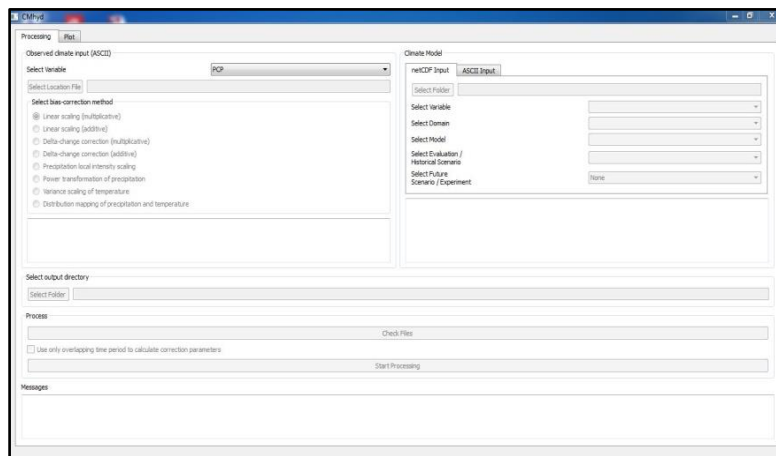 CMhyd
Processing
Plot
Observed climate input (ASCII)
Select Variable
PCP
Select Location File
Select bias-correction method
Linear scaling (multiplicative)
Linear scaling (additive)
Delta-change correction (multiplicative)
Delta-change correction (additive)
Precipitation local intensity scaling
Power transformation of precipitation
Variance scaling of temperature
Distribution mapping of precipitation and temperature
Climate Model
netCDF Input
ASCII Input
Select Folder
Select Variable
Select Domain
Select Model
Select Evaluation /
Historical Scenario
Select Future
Scenario / Experiment
None
Select output directory
Select Folder
Process
Check Files
Use only overlapping time period to calculate correction parameters
Start Processing
Messages